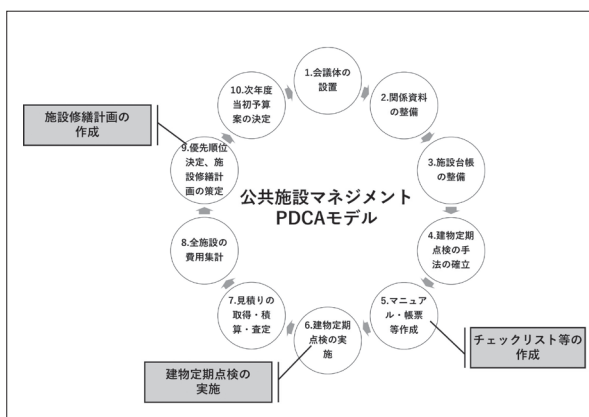 1.会議体の
設置
2.関係資料
の整備
3.施設台帳
の整備
4.建物定期
点検の手
法の確立
5.マニュア
ル・帳票
等作成
6.建物定期
点検の実
施
7.見積りの
取得・積
算・査定
8.全施設の
費用集計
9.優先順位
決定、施
設修繕計
画の策定
10.次年度
当初予算
案の決定
公共施設マネジメント
PDCAモデル
施設修繕計画の
作成
建物定期点検の
実施
チェックリスト等の
作成